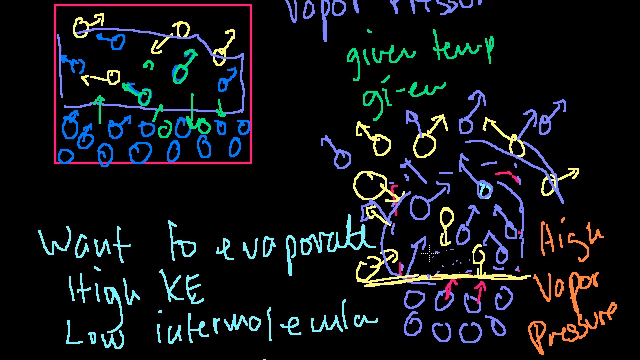 Vapor Pressur
given temp
gi-en
Want to evaporate
High KE
Low intermolecula
High
Vapor
Pressure